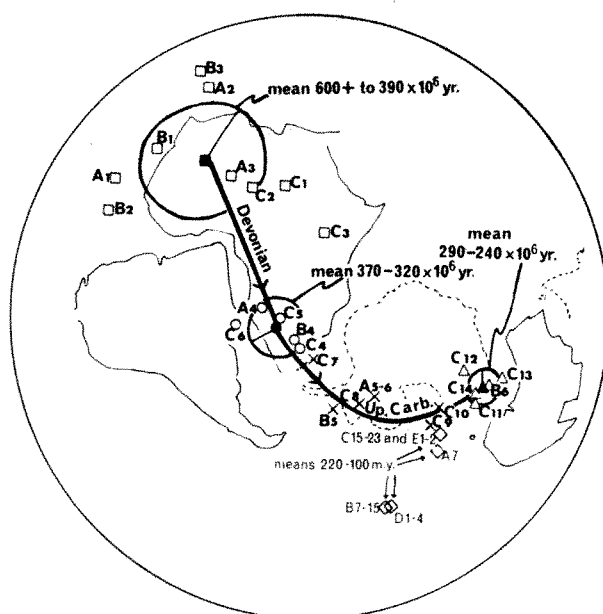 B3
A2
mean 600+ to 390 x 10⁶ yr.
B1
A1
A3
C2
C1
B2
C3
Devonian
mean
290-240 x 10⁶ yr.
mean 370-320 x 10⁶ yr.
A4
C5
C6
B4
C4
C7
C12
C13
C14
B6
C11
A5-6
C8
Up. Carb.
B5
C10
C9
C15-23 and E1-2
means 220-100 m.y.
A7
B7-15
D1-4